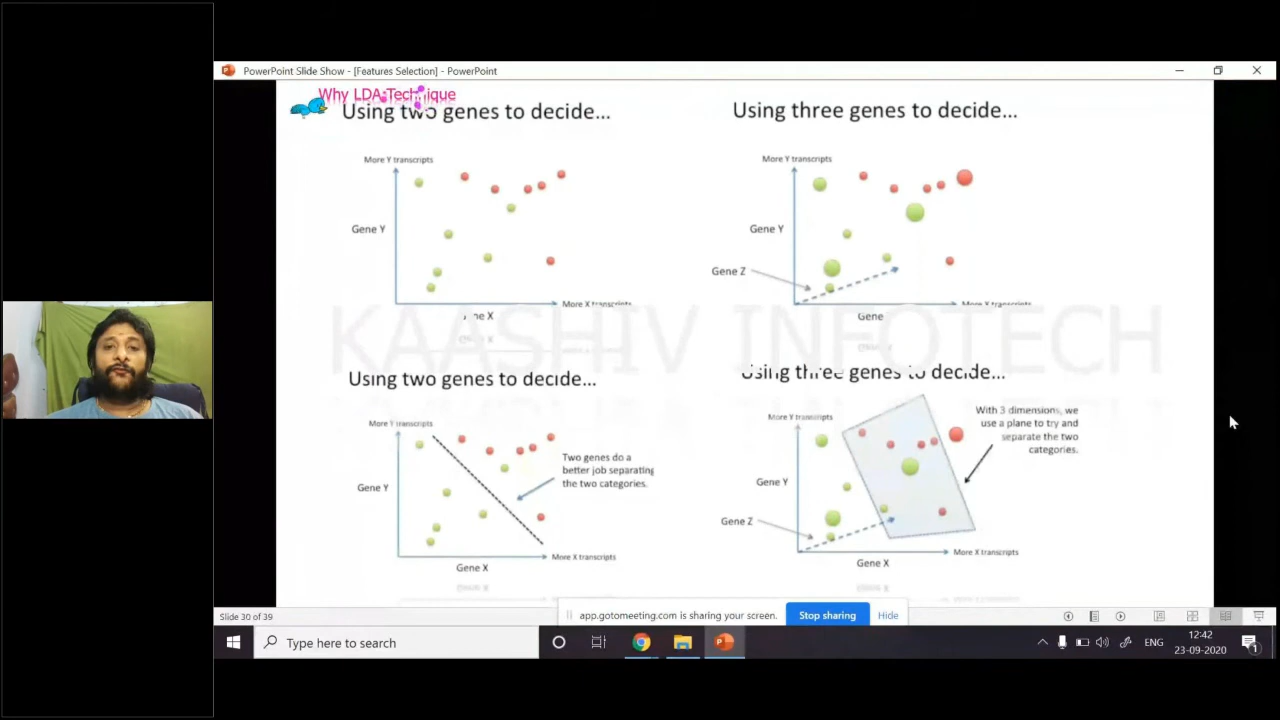 PowerPoint Slide Show - [Features Selection] - PowerPoint
Why LDA Technique
Using two genes to decide...
More Y transcripts
Gene Y
More X transcripts
Using three genes to decide...
More Y transcripts
Gene Y
Gene Z
More X transcripts
Gene
KAASHIV INFOTECH
Using two genes to decide...
More Y transcripts
Gene Y
Two genes do a
better job separating
the two categories.
More X transcripts
Gene X
Using three genes to decide...
More Y transcripts
Gene Y
Gene Z
With 3 dimensions, we
use a plane to try and
separate the two
categories.
More X transcripts
Gene X
Slide 30 of 39
app.gotomeeting.com is sharing your screen.
Stop sharing
Hide
Type here to search
ENG
12:42
23-09-2020
1